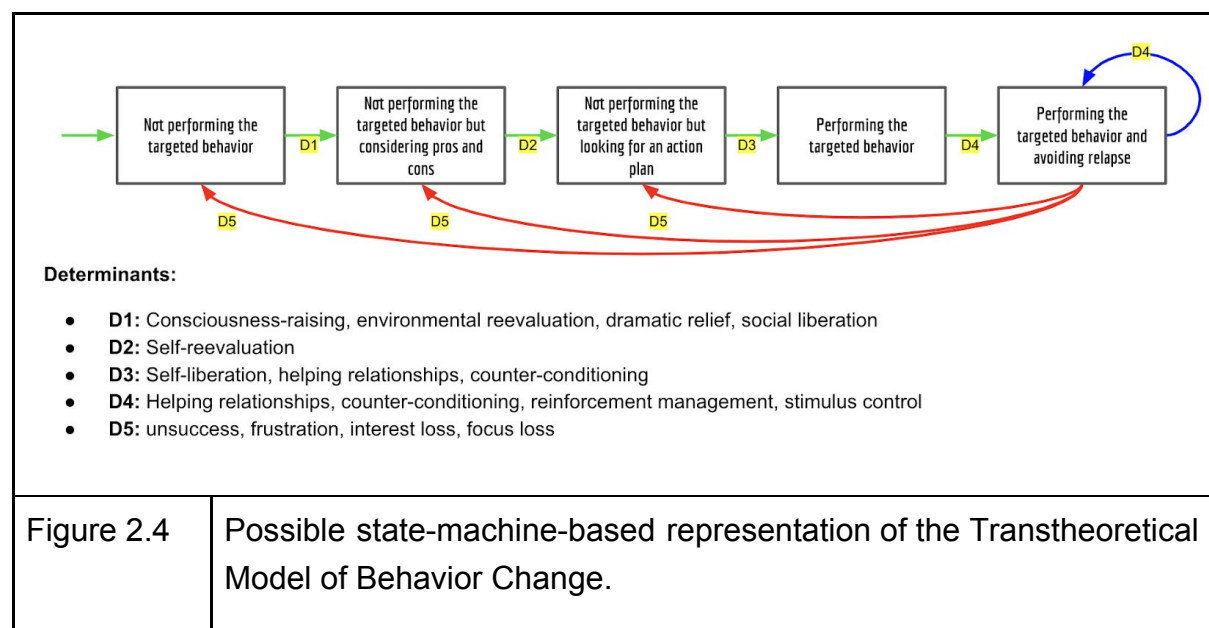 D4
Not performing the
targeted behavior
D1
Not performing the
targeted behavior but
considering pros and
cons
D2
Not performing the
targeted behavior but
looking for an action
plan
D3
Performing the
targeted behavior
D4
Performing the
targeted behavior and
avoiding relapse
D5
D5
D5
Determinants:
● D1: Consciousness-raising, environmental reevaluation, dramatic relief, social liberation
● D2: Self-reevaluation
● D3: Self-liberation, helping relationships, counter-conditioning
● D4: Helping relationships, counter-conditioning, reinforcement management, stimulus control
● D5: unsuccess, frustration, interest loss, focus loss
Figure 2.4
Possible state-machine-based representation of the Transtheoretical
Model of Behavior Change.